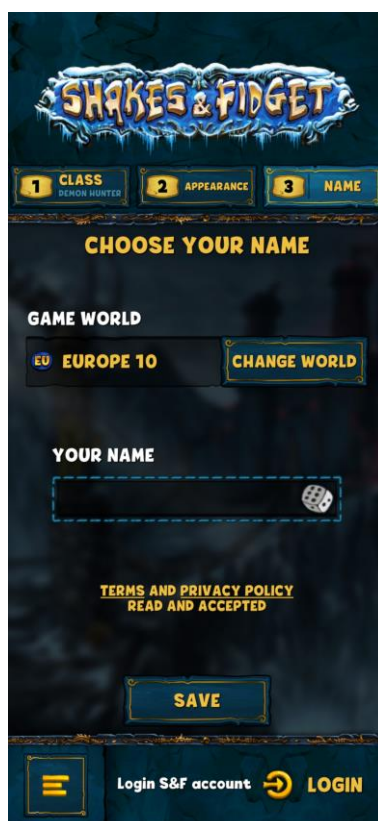 SHAKES & FIDGET
1 CLASS
DEMON HUNTER
2 APPEARANCE
3 NAME
CHOOSE YOUR NAME
GAME WORLD
EU EUROPE 10
CHANGE WORLD
YOUR NAME
TERMS AND PRIVACY POLICY
READ AND ACCEPTED
SAVE
Login S&F account LOGIN